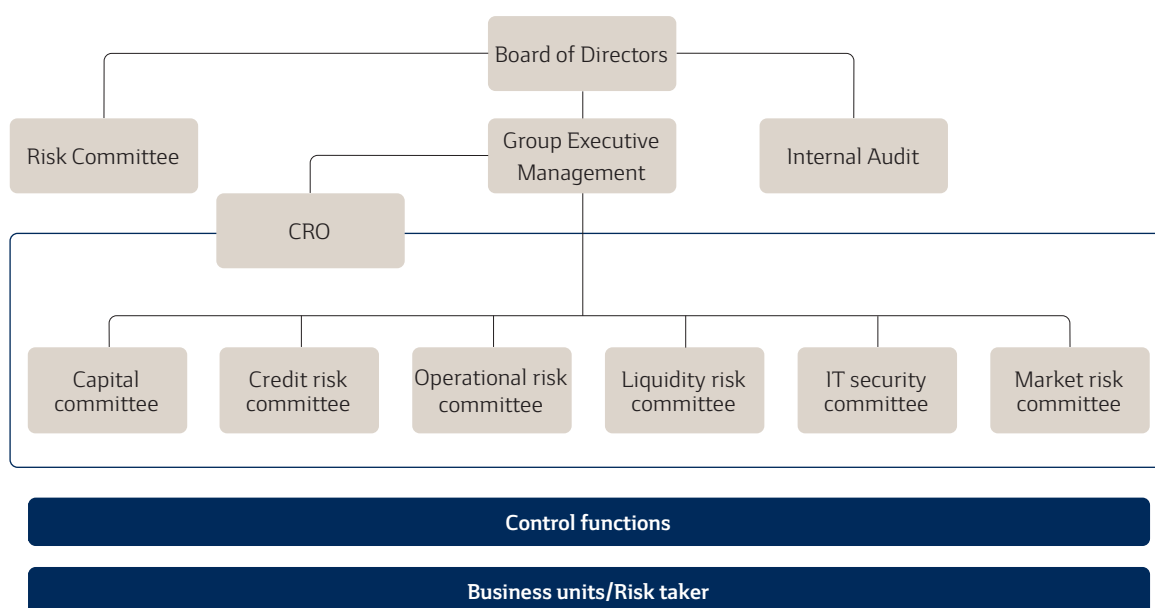 Board of Directors
Risk Committee
Group Executive
Management
Internal Audit
CRO
Capital
committee
Credit risk
committee
Operational risk
committee
Liquidity risk
committee
IT security
committee
Market risk
committee
Control functions
Business units/Risk taker